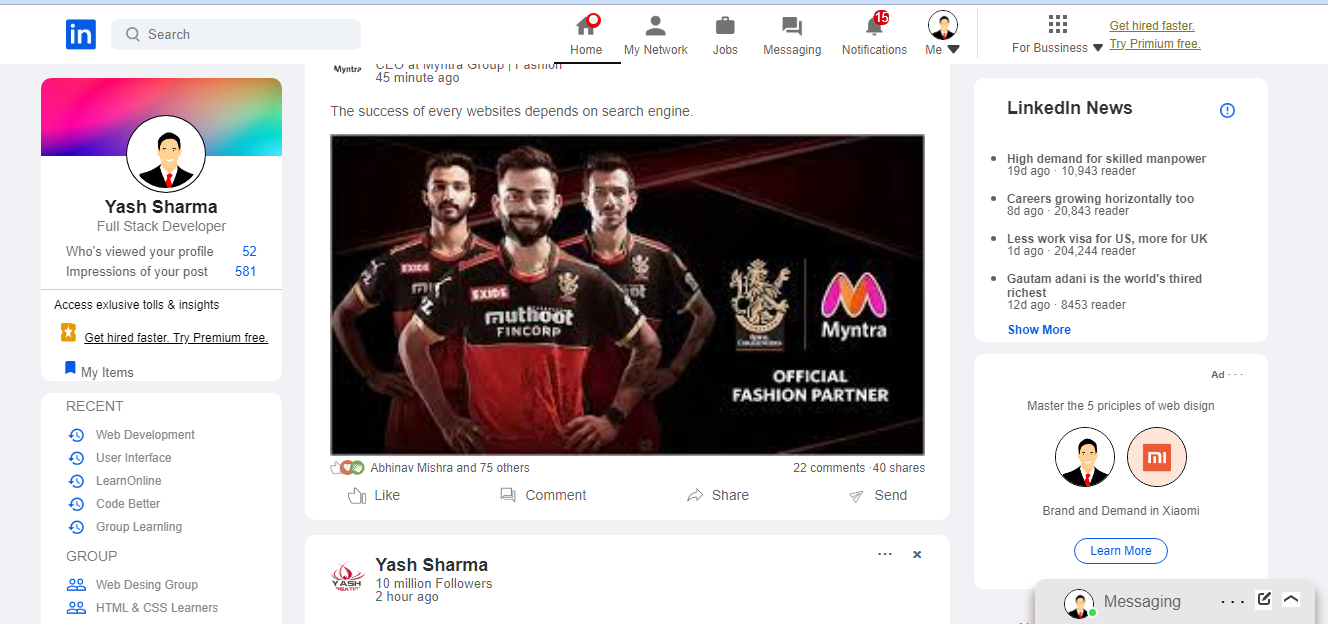 in
Search
Home
My Network
Jobs
Messaging
15
Notifications
Me
For Bussiness
Get hired faster.
Try Primium free.
Yash Sharma
Full Stack Developer
Who's viewed your profile 52
Impressions of your post 581
Access exlusive tolls & insights
Get hired faster. Try Premium free.
My Items
RECENT
Web Development
User Interface
LearnOnline
Code Better
Group Learnling
GROUP
Web Desing Group
HTML & CSS Learners
Myntra
CEO at Myntra Group | Fashion
45 minute ago
The success of every websites depends on search engine.
EXIDE
EXIDE
muthoot
FINCORP
Myntra
OFFICIAL
FASHION PARTNER
Abhinav Mishra and 75 others
22 comments ·40 shares
Like
Comment
Share
Send
YASH
Yash Sharma
10 million Followers
2 hour ago
LinkedIn News
High demand for skilled manpower
19d ago · 10,943 reader
Careers growing horizontally too
8d ago · 20,843 reader
Less work visa for US, more for UK
1d ago · 204,244 reader
Gautam adani is the world's thired
richest
12d ago · 8453 reader
Show More
Ad · · ·
Master the 5 priciples of web disign
mi
Brand and Demand in Xiaomi
Learn More
Messaging